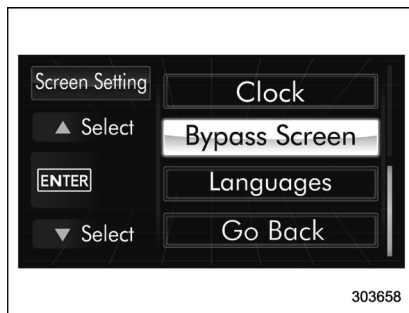 Screen Setting
▲ Select
ENTER
▼ Select
Clock
Bypass Screen
Languages
Go Back
303658